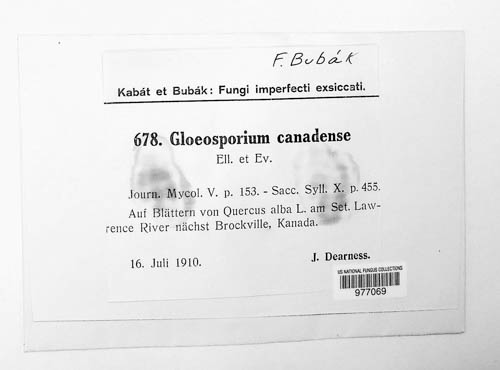 F. Bubák
Kabát et Bubák: Fungi imperfecti exsiccati.
678. Gloeosporium canadense
Ell. et Ev.
Journ. Mycol. V. p. 153. - Sacc. Syll. X. p. 455.
Auf Blättern von Quercus alba L. am Set. Law-
rence River nächst Brockville, Kanada.
16. Juli 1910. J. Dearness.
US NATIONAL FUNGUS COLLECTIONS
977069